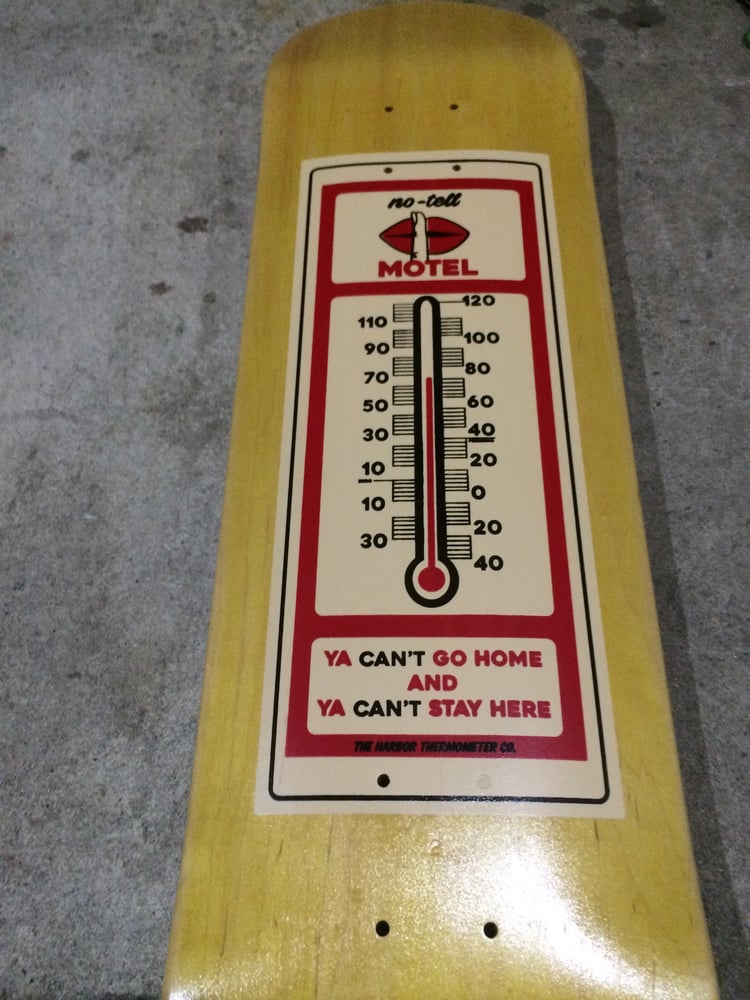 no-tell
MOTEL
120
110
100
90
80
70
60
50
40
30
20
10
0
10
20
30
40
YA CAN'T GO HOME
AND
YA CAN'T STAY HERE
THE HARBOR THERMOMETER CO.